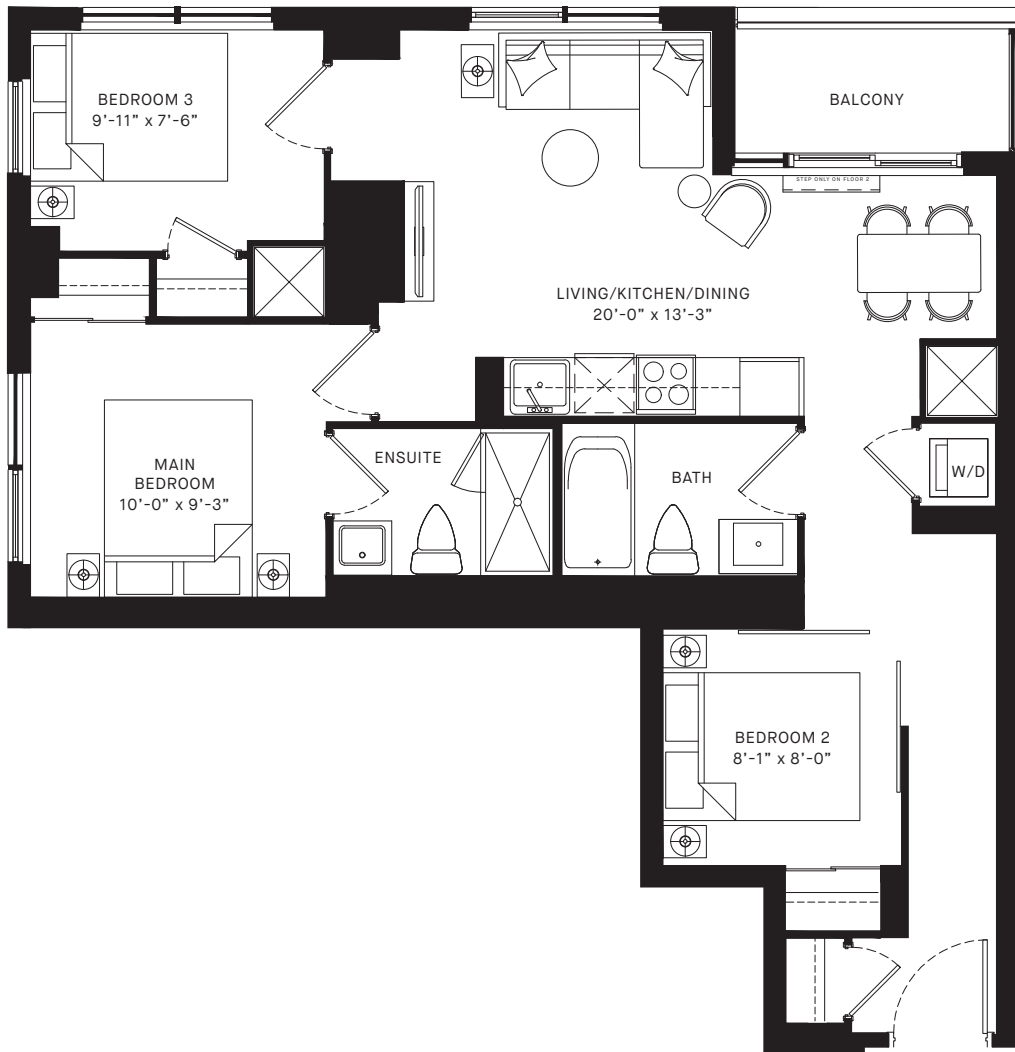 BEDROOM 3
9’-11” x 7’-6”
BALCONY
STEP ONLY ON FLOOR 2
LIVING/KITCHEN/DINING
20’-0” x 13’-3”
MAIN
BEDROOM
10’-0” x 9’-3”
ENSUITE
BATH
W/D
BEDROOM 2
8’-1” x 8’-0”